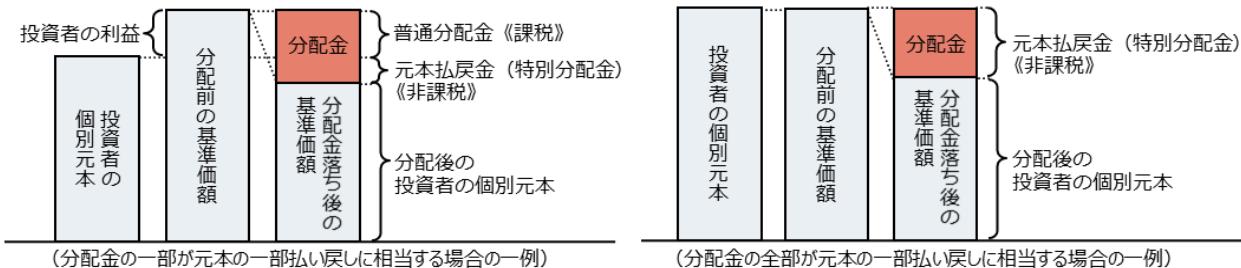 投資者の利益
投資者の
個別元本
分配前の基準価額
分配金
分配金落ち後の
基準価額
普通分配金《課税》
元本払戻金（特別分配金）
《非課税》
分配後の
投資者の個別元本
（分配金の一部が元本の一部払い戻しに相当する場合の一例）
投資者の個別元本
分配前の基準価額
分配金
分配金落ち後の
基準価額
元本払戻金（特別分配金）
《非課税》
分配後の
投資者の個別元本
（分配金の全部が元本の一部払い戻しに相当する場合の一例）